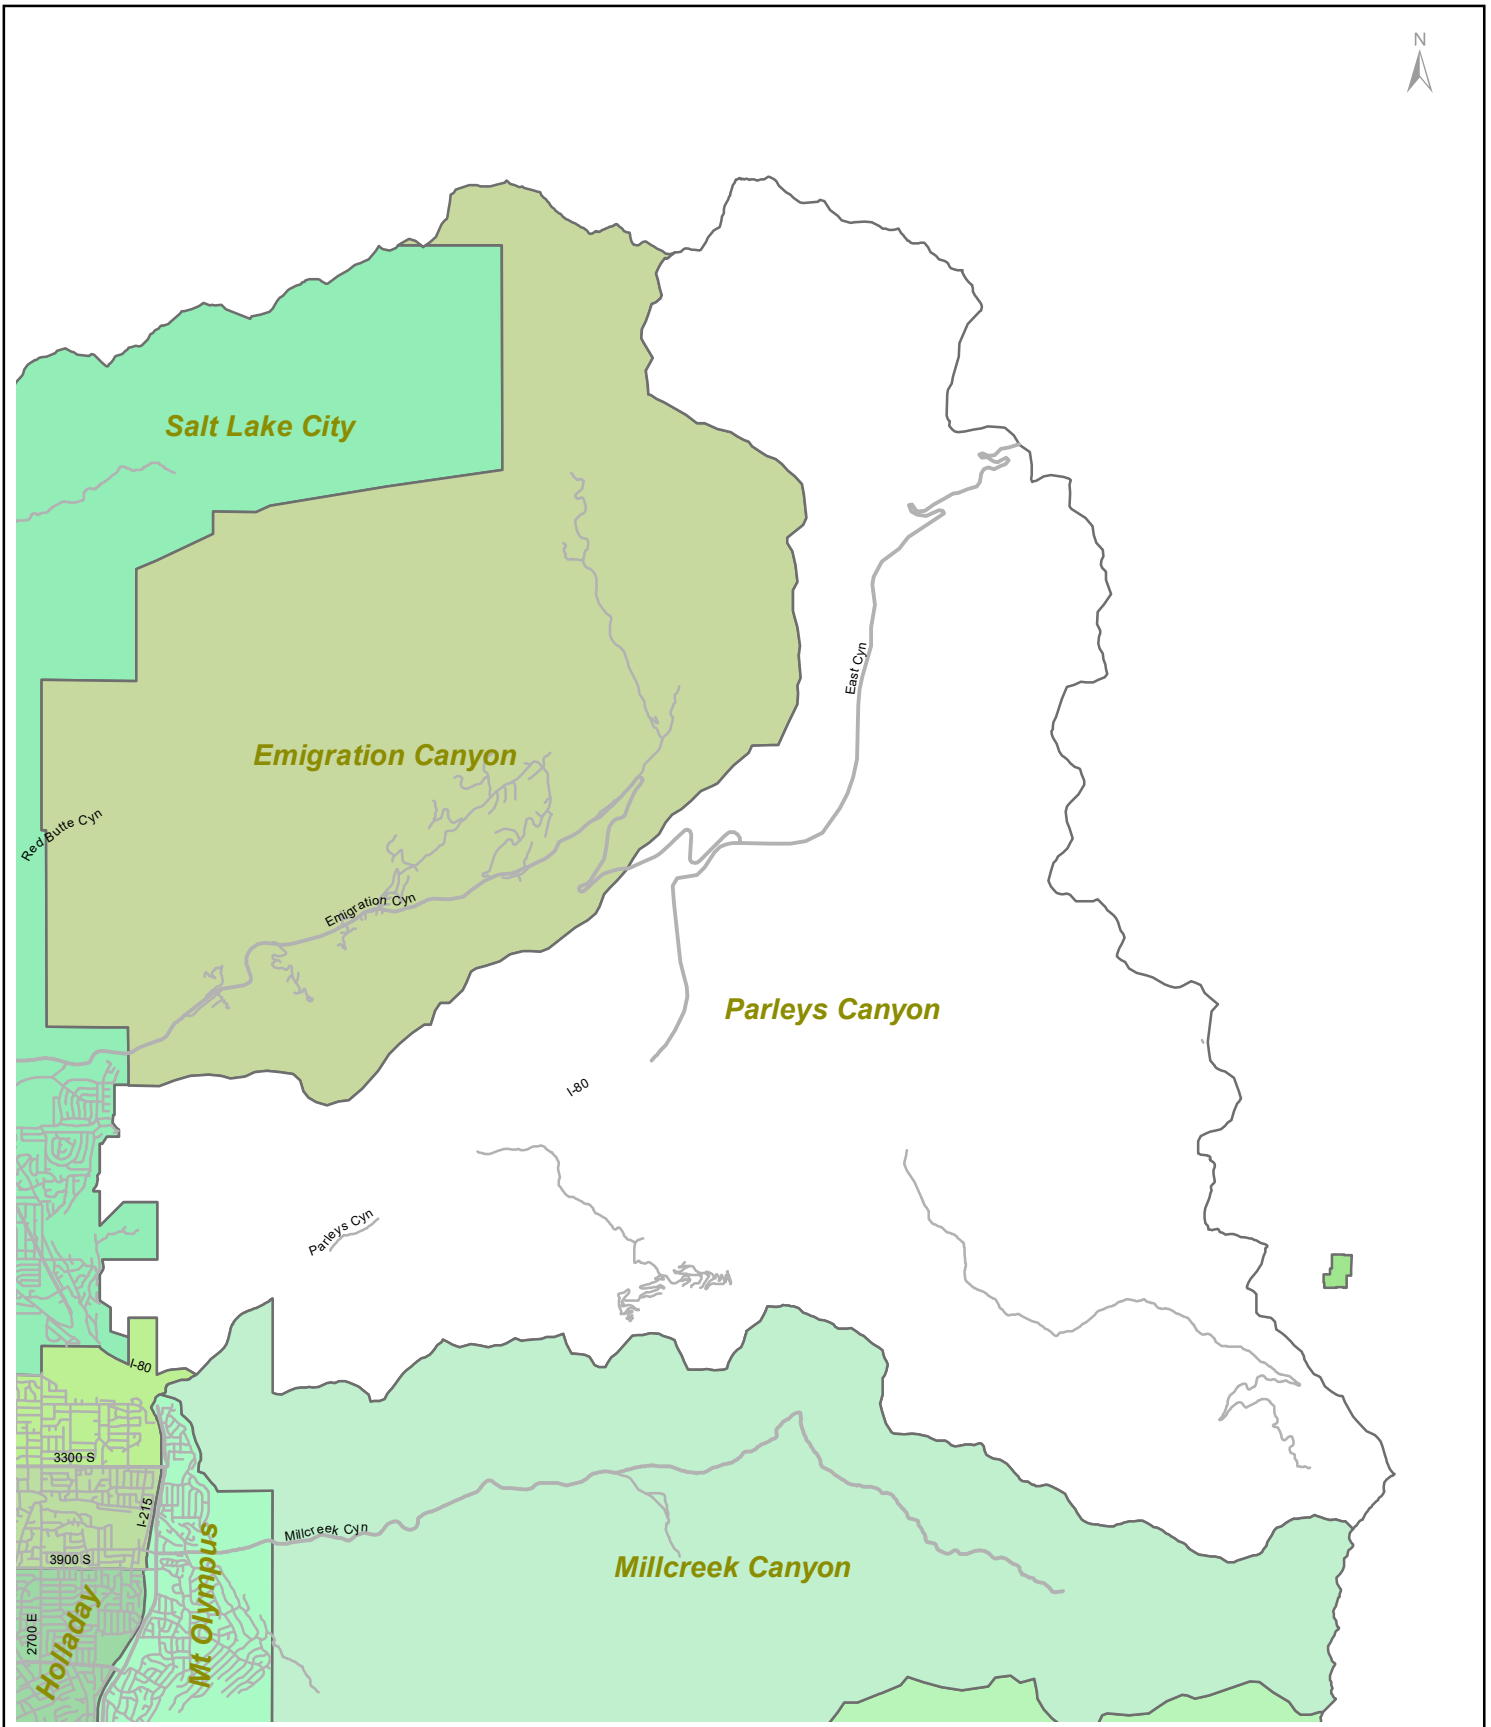 N
Salt Lake City
East Cyn
Emigration Canyon
Red Butte Cyn
Emigration Cyn
Parleys Canyon
I-80
Parleys Cyn
I-80
3300 S
I-215
Millcreek Cyn
3900 S
Millcreek Canyon
2700 E
Holladay
Mt Olympus